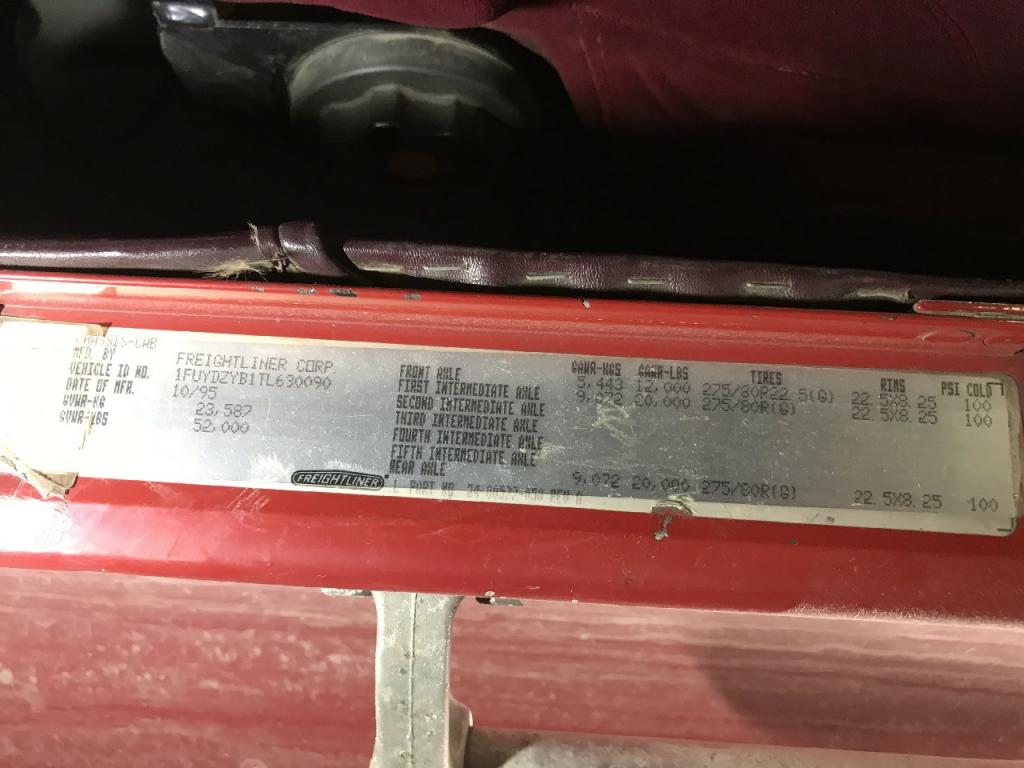 CHASSIS-CAB
MFD. BY FREIGHTLINER CORP.
VEHICLE ID NO. 1FUYDZYB1TL630090
DATE OF MFR. 10/95
GVWR-KG 23,587
GVWR-LBS 52,000
FREIGHTLINER
GAWR-KGS GAWR-LBS TIRES RIMS PSI COLD
FRONT AXLE 5,443 12,000 275/80R22.5(G) 22.5X8.25 100
FIRST INTERMEDIATE AXLE 9,072 20,000 275/80R(G) 22.5X8.25 100
SECOND INTERMEDIATE AXLE
THIRD INTERMEDIATE AXLE
FOURTH INTERMEDIATE AXLE
FIFTH INTERMEDIATE AXLE
REAR AXLE 9,072 20,000 275/80R(G) 22.5X8.25 100
PART NO.